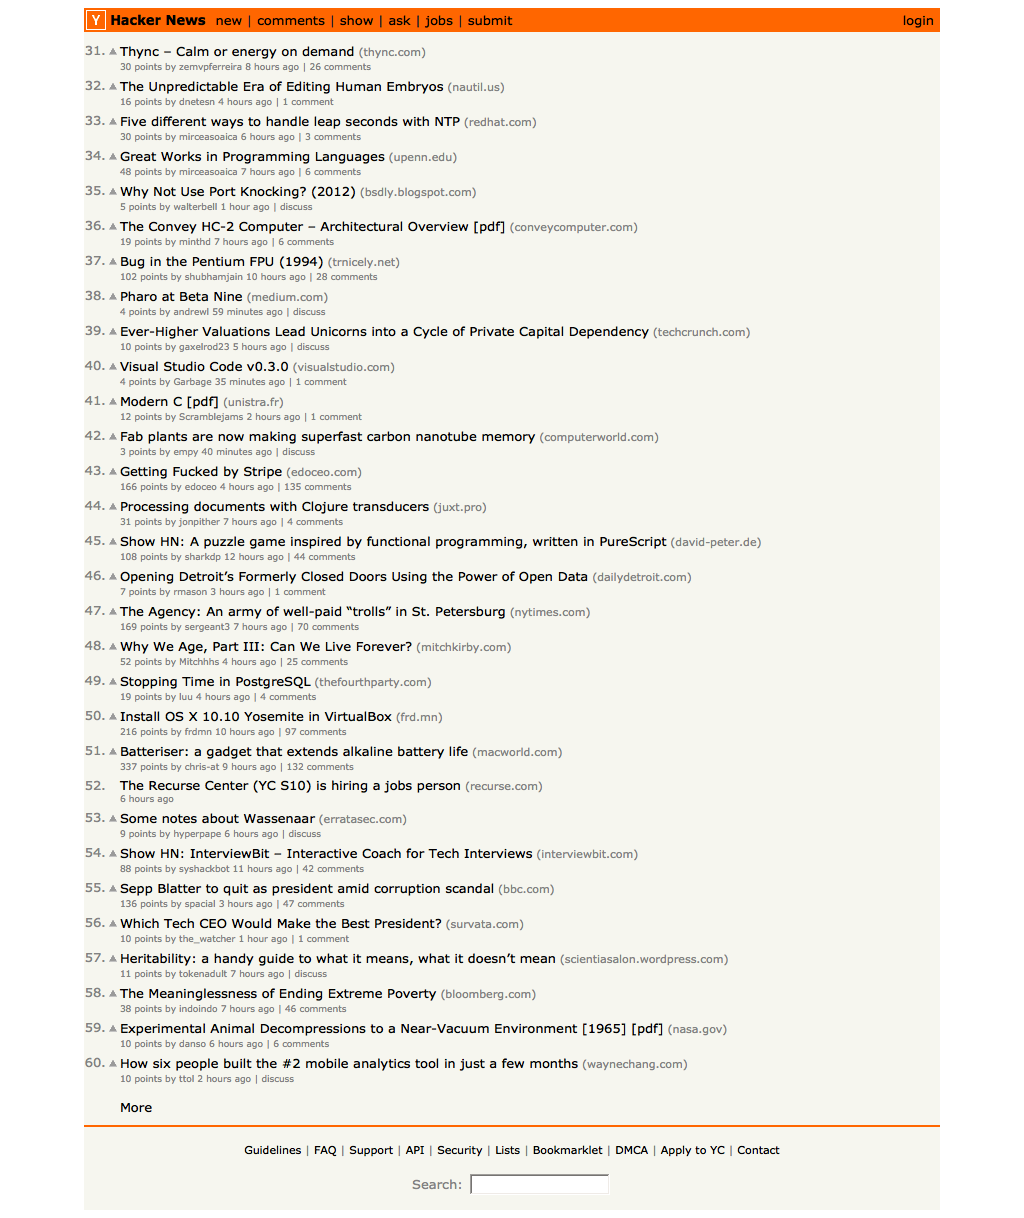 Y Hacker News new | comments | show | ask | jobs | submit login
31. Thync – Calm or energy on demand (thync.com)
30 points by zemvpferreira 8 hours ago | 26 comments
32. The Unpredictable Era of Editing Human Embryos (nautil.us)
16 points by dnetesn 4 hours ago | 1 comment
33. Five different ways to handle leap seconds with NTP (redhat.com)
30 points by mirceasoaica 6 hours ago | 3 comments
34. Great Works in Programming Languages (upenn.edu)
48 points by mirceasoaica 7 hours ago | 6 comments
35. Why Not Use Port Knocking? (2012) (bsdly.blogspot.com)
5 points by walterbell 1 hour ago | discuss
36. The Convey HC-2 Computer – Architectural Overview [pdf] (conveycomputer.com)
19 points by minthd 7 hours ago | 6 comments
37. Bug in the Pentium FPU (1994) (trnicely.net)
102 points by shubhamjain 10 hours ago | 28 comments
38. Pharo at Beta Nine (medium.com)
4 points by andrewl 59 minutes ago | discuss
39. Ever-Higher Valuations Lead Unicorns into a Cycle of Private Capital Dependency (techcrunch.com)
10 points by gaxelrod23 5 hours ago | discuss
40. Visual Studio Code v0.3.0 (visualstudio.com)
4 points by Garbage 35 minutes ago | 1 comment
41. Modern C [pdf] (unistra.fr)
12 points by Scramblejams 2 hours ago | 1 comment
42. Fab plants are now making superfast carbon nanotube memory (computerworld.com)
3 points by empy 40 minutes ago | discuss
43. Getting Fucked by Stripe (edoceo.com)
166 points by edoceo 4 hours ago | 135 comments
44. Processing documents with Clojure transducers (juxt.pro)
31 points by jonpither 7 hours ago | 4 comments
45. Show HN: A puzzle game inspired by functional programming, written in PureScript (david-peter.de)
108 points by sharkdp 12 hours ago | 44 comments
46. Opening Detroit’s Formerly Closed Doors Using the Power of Open Data (dailydetroit.com)
7 points by rmason 3 hours ago | 1 comment
47. The Agency: An army of well-paid “trolls” in St. Petersburg (nytimes.com)
169 points by sergeant3 7 hours ago | 70 comments
48. Why We Age, Part III: Can We Live Forever? (mitchkirby.com)
52 points by Mitchhhs 4 hours ago | 25 comments
49. Stopping Time in PostgreSQL (thefourthparty.com)
19 points by luu 4 hours ago | 4 comments
50. Install OS X 10.10 Yosemite in VirtualBox (frd.mn)
216 points by frdmn 10 hours ago | 97 comments
51. Batteriser: a gadget that extends alkaline battery life (macworld.com)
337 points by chris-at 9 hours ago | 132 comments
52. The Recurse Center (YC S10) is hiring a jobs person (recurse.com)
6 hours ago
53. Some notes about Wassenaar (erratasec.com)
9 points by hyperpape 6 hours ago | discuss
54. Show HN: InterviewBit – Interactive Coach for Tech Interviews (interviewbit.com)
88 points by syshackbot 11 hours ago | 42 comments
55. Sepp Blatter to quit as president amid corruption scandal (bbc.com)
136 points by spacial 3 hours ago | 47 comments
56. Which Tech CEO Would Make the Best President? (survata.com)
10 points by the_watcher 1 hour ago | 1 comment
57. Heritability: a handy guide to what it means, what it doesn’t mean (scientiasalon.wordpress.com)
11 points by tokenadult 7 hours ago | discuss
58. The Meaninglessness of Ending Extreme Poverty (bloomberg.com)
38 points by indoindo 7 hours ago | 46 comments
59. Experimental Animal Decompressions to a Near-Vacuum Environment [1965] [pdf] (nasa.gov)
10 points by danso 6 hours ago | 6 comments
60. How six people built the #2 mobile analytics tool in just a few months (waynechang.com)
10 points by ttol 2 hours ago | discuss
More
Guidelines | FAQ | Support | API | Security | Lists | Bookmarklet | DMCA | Apply to YC | Contact
Search: